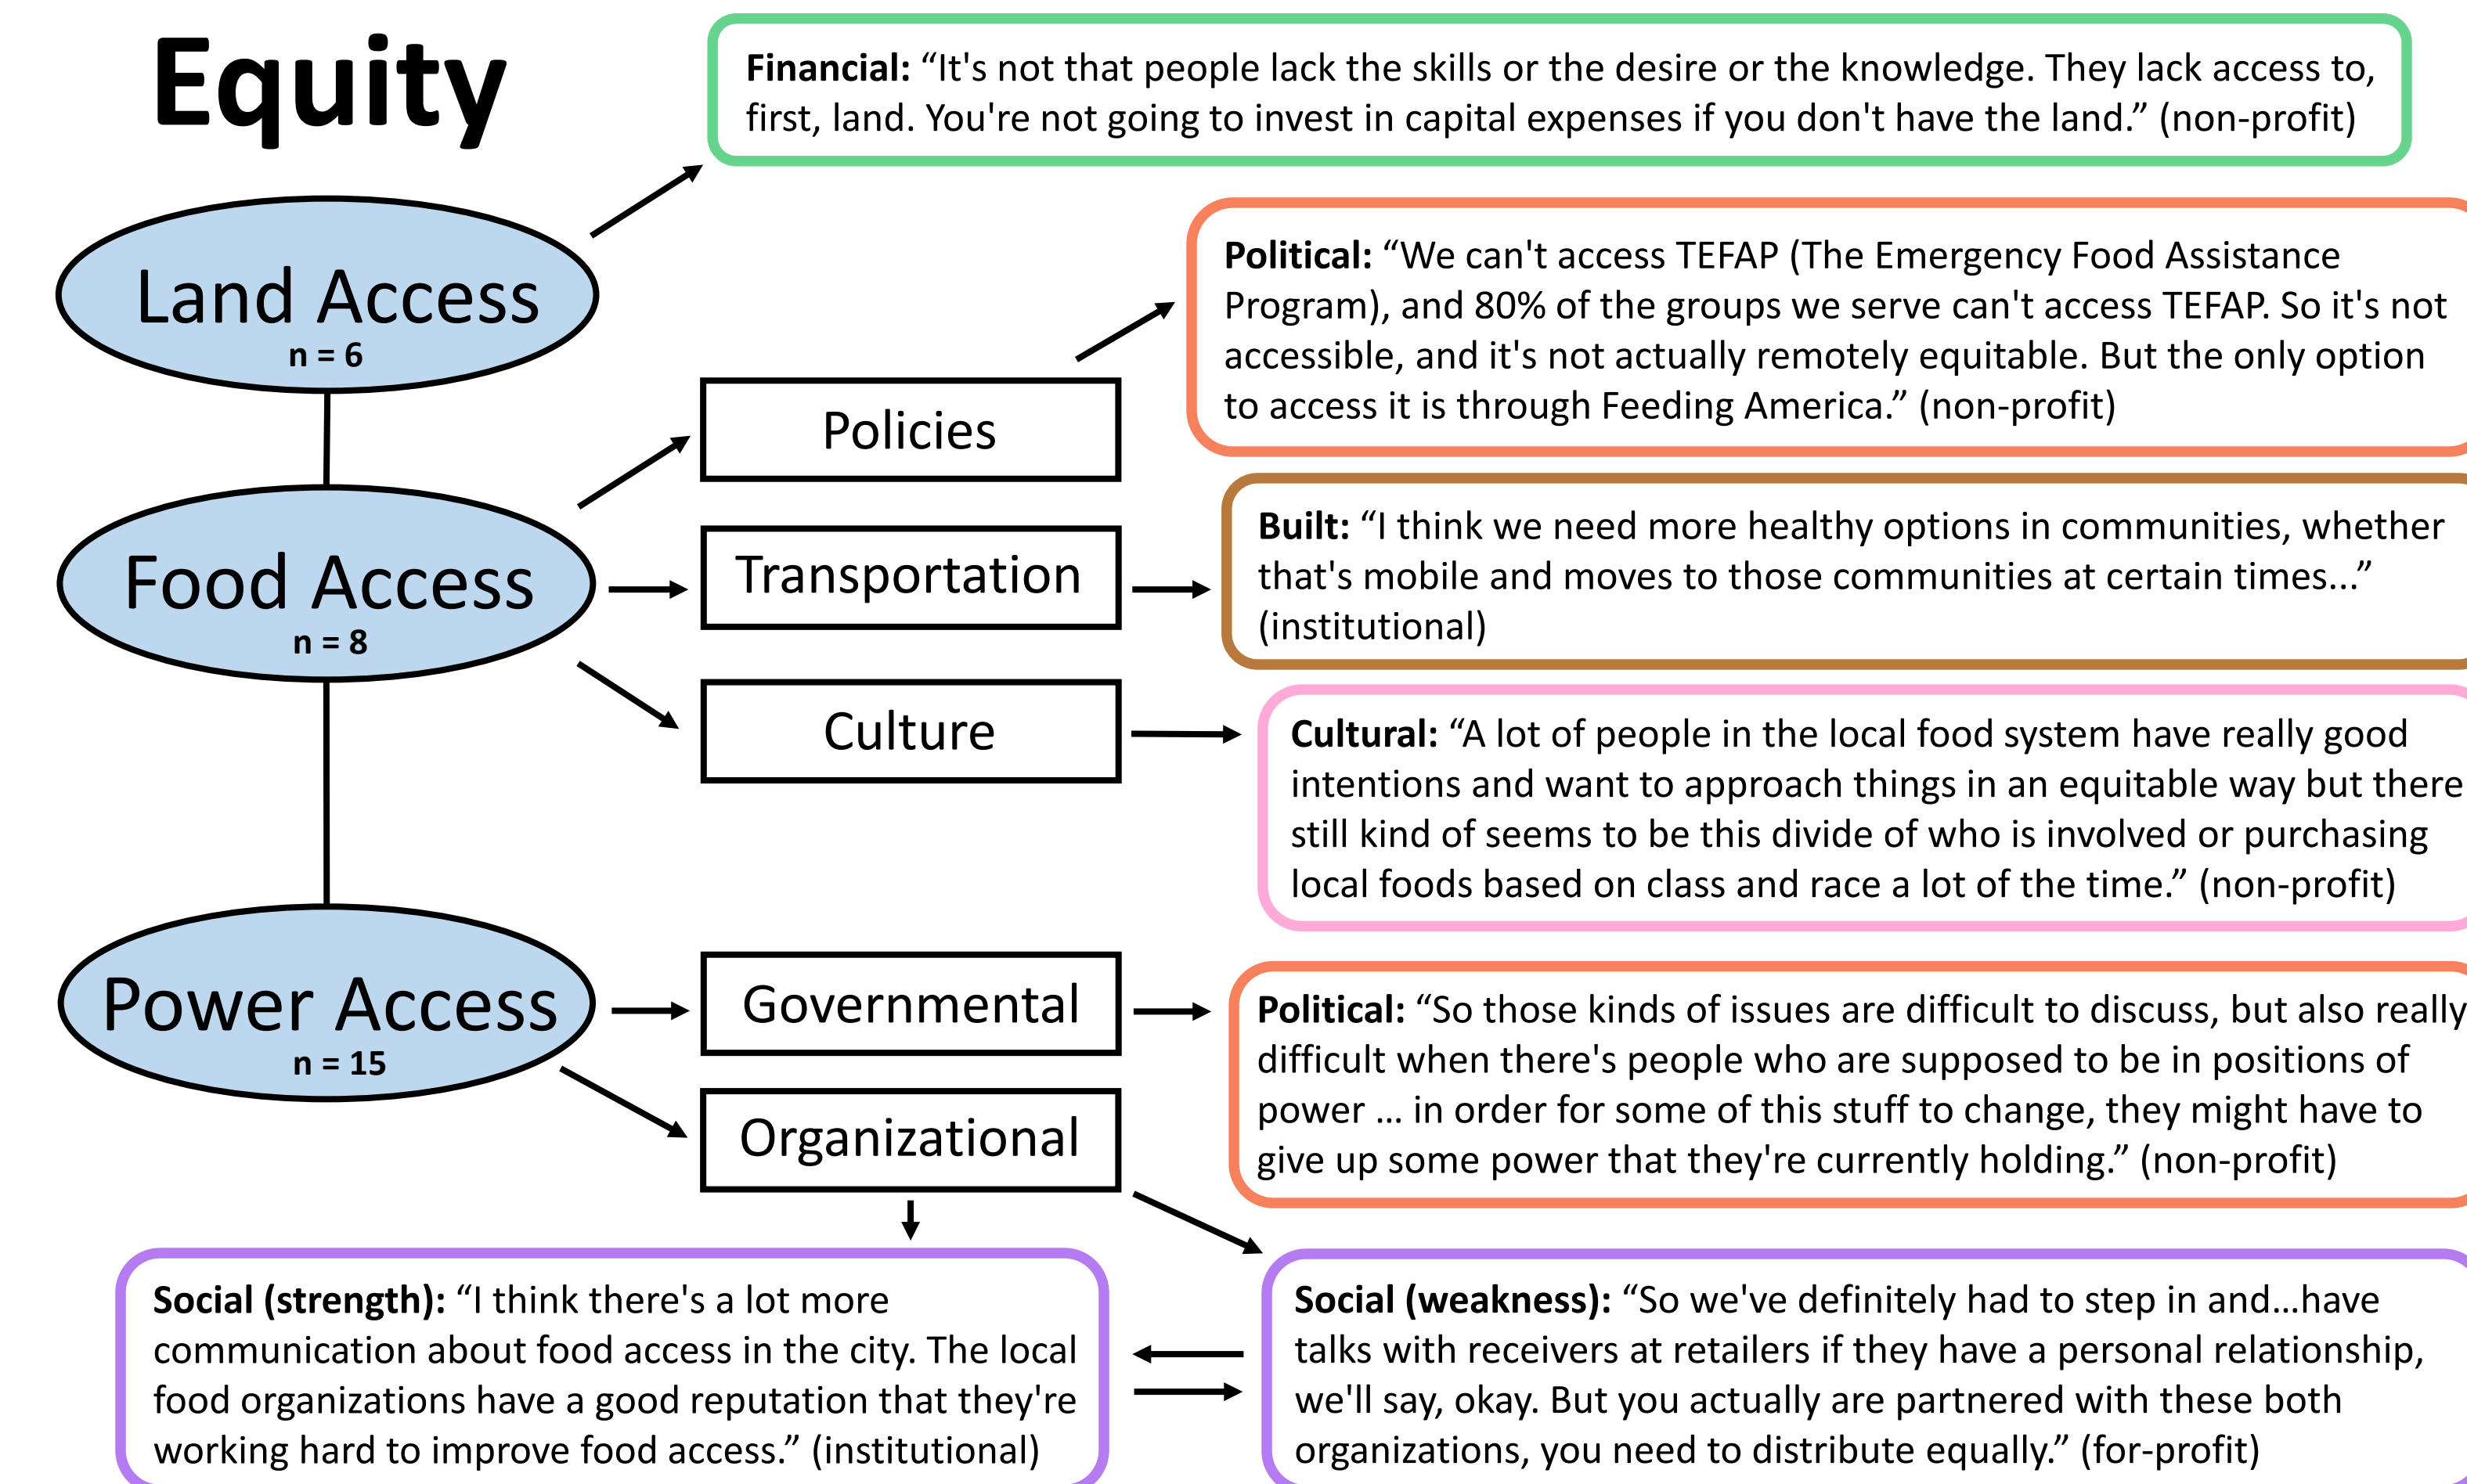 Equity
Financial: “It's not that people lack the skills or the desire or the knowledge. They lack access to,
first, land. You're not going to invest in capital expenses if you don't have the land.” (non-profit)
Land Access
n = 6
Policies
Political: “We can't access TEFAP (The Emergency Food Assistance
Program), and 80% of the groups we serve can't access TEFAP. So it's not
accessible, and it's not actually remotely equitable. But the only option
to access it is through Feeding America.” (non-profit)
Food Access
n = 8
Transportation
Built: “I think we need more healthy options in communities, whether
that's mobile and moves to those communities at certain times...”
(institutional)
Culture
Cultural: “A lot of people in the local food system have really good
intentions and want to approach things in an equitable way but there
still kind of seems to be this divide of who is involved or purchasing
local foods based on class and race a lot of the time.” (non-profit)
Power Access
n = 15
Governmental
Political: “So those kinds of issues are difficult to discuss, but also really
difficult when there's people who are supposed to be in positions of
power ... in order for some of this stuff to change, they might have to
give up some power that they're currently holding.” (non-profit)
Organizational
Social (strength): “I think there's a lot more
communication about food access in the city. The local
food organizations have a good reputation that they're
working hard to improve food access.” (institutional)
Social (weakness): “So we've definitely had to step in and...have
talks with receivers at retailers if they have a personal relationship,
we'll say, okay. But you actually are partnered with these both
organizations, you need to distribute equally.” (for-profit)